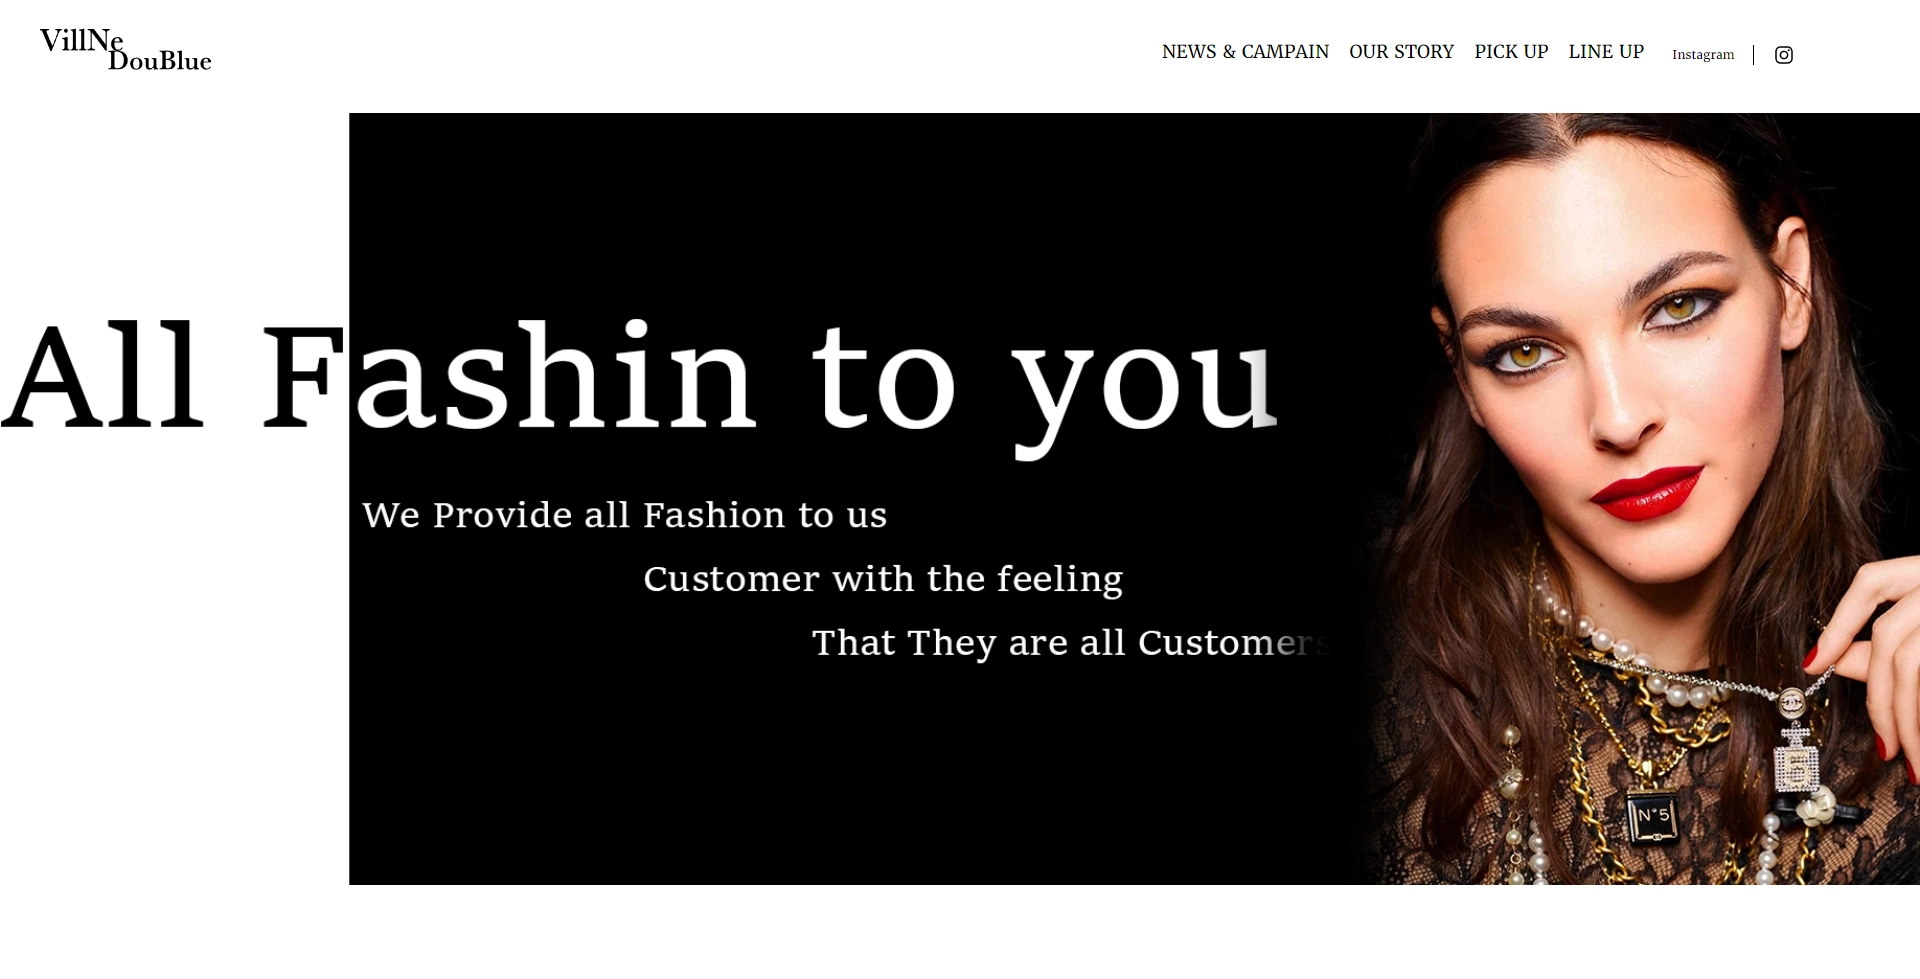 VillNe
DouBlue
NEWS & CAMPAIN OUR STORY PICK UP LINE UP Instagram
All Fashin to you
We Provide all Fashion to us
Customer with the feeling
That They are all Customers
N°5